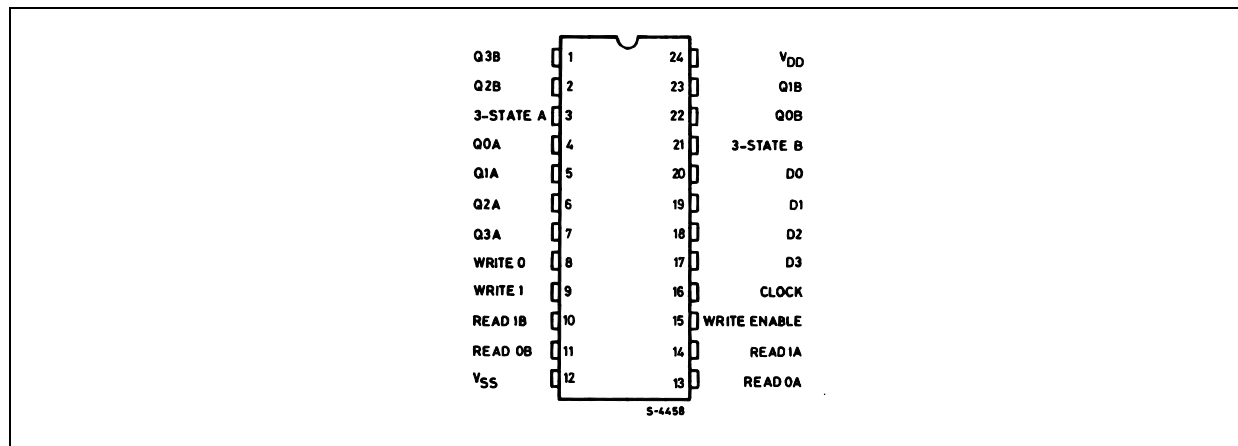 Q3B 1 24 VDD
Q2B 2 23 Q1B
3-STATE A 3 22 Q0B
Q0A 4 21 3-STATE B
Q1A 5 20 D0
Q2A 6 19 D1
Q3A 7 18 D2
WRITE 0 8 17 D3
WRITE 1 9 16 CLOCK
READ 1B 10 15 WRITE ENABLE
READ 0B 11 14 READ 1A
VSS 12 13 READ 0A
S-4458